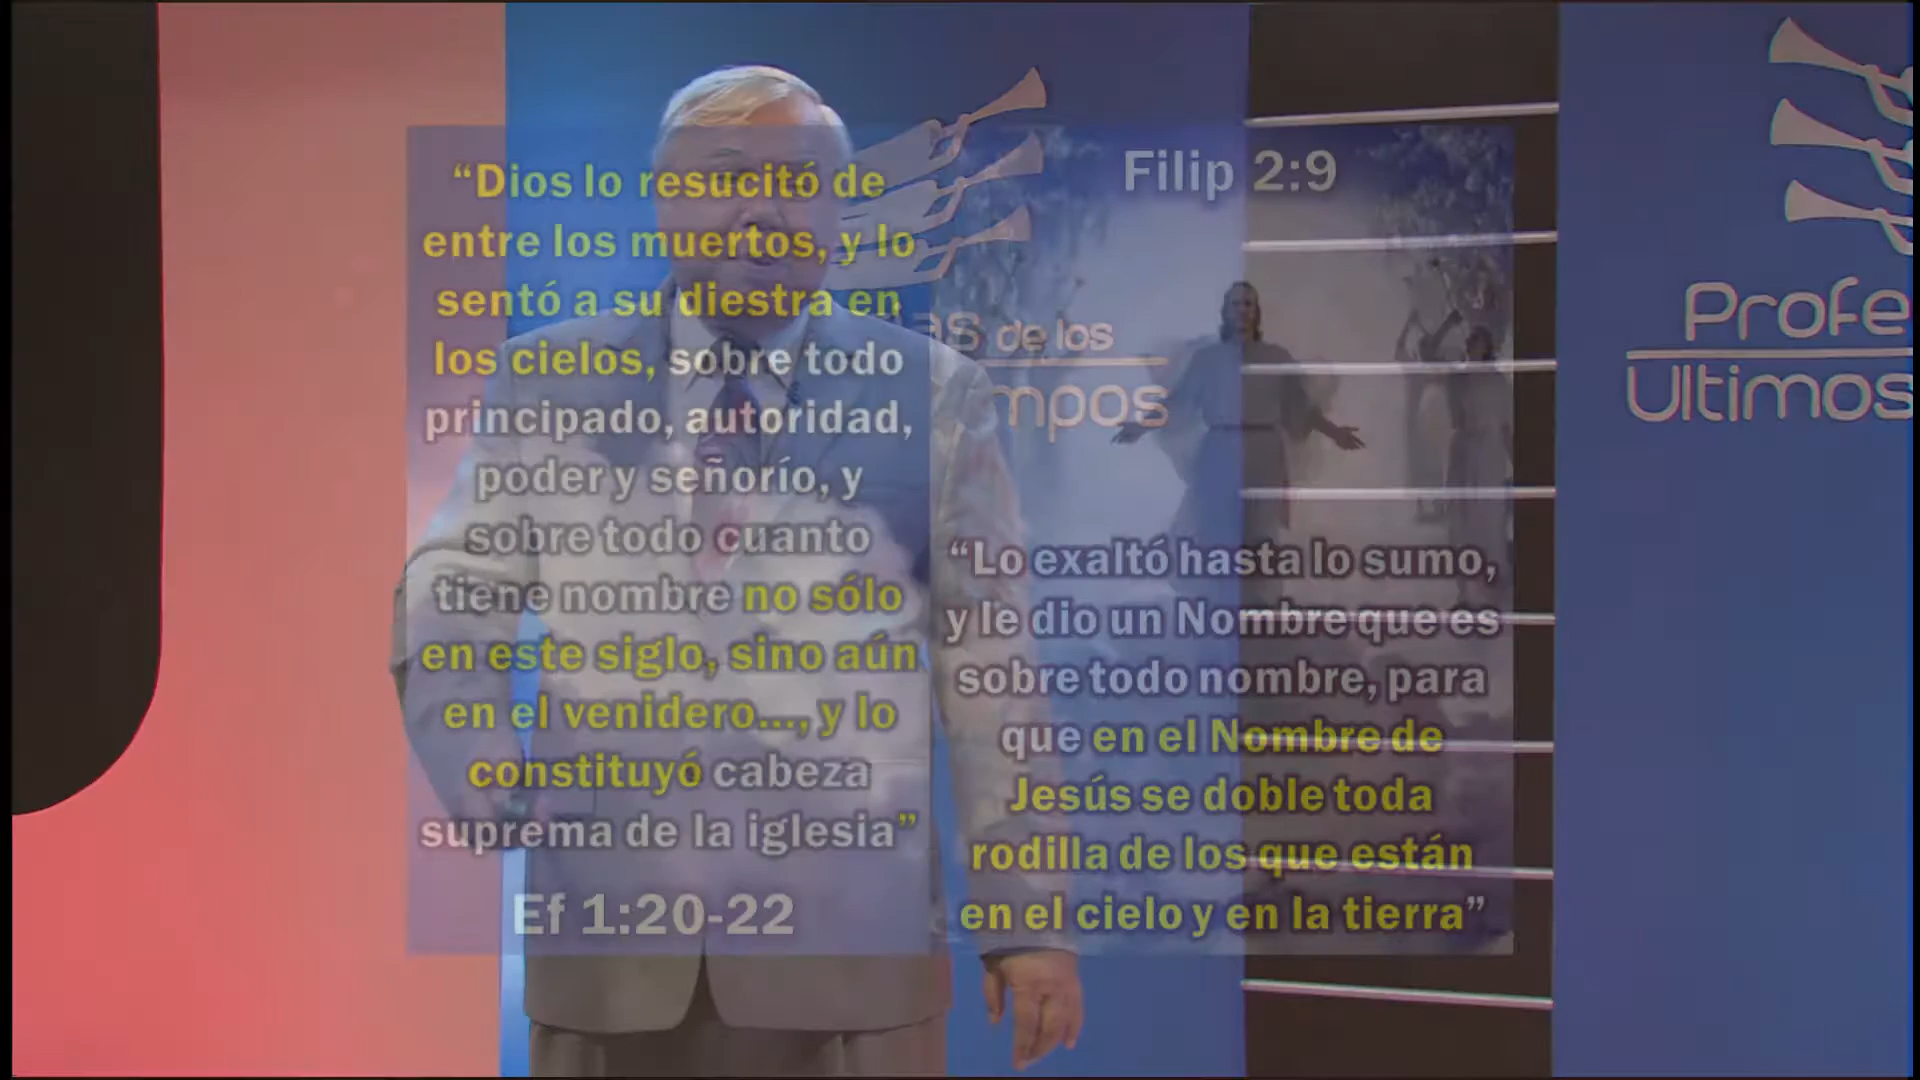 “Dios lo resucitó de
entre los muertos, y lo
sentó a su diestra en
los cielos, sobre todo
principado, autoridad,
poder y señorío, y
sobre todo cuanto
tiene nombre no sólo
en este siglo, sino aún
en el venidero..., y lo
constituyó cabeza
suprema de la iglesia”
Ef 1:20-22
Filip 2:9
“Lo exaltó hasta lo sumo,
y le dio un Nombre que es
sobre todo nombre, para
que en el Nombre de
Jesús se doble toda
rodilla de los que están
en el cielo y en la tierra”
as de los
mpos
Profe
Ultimos